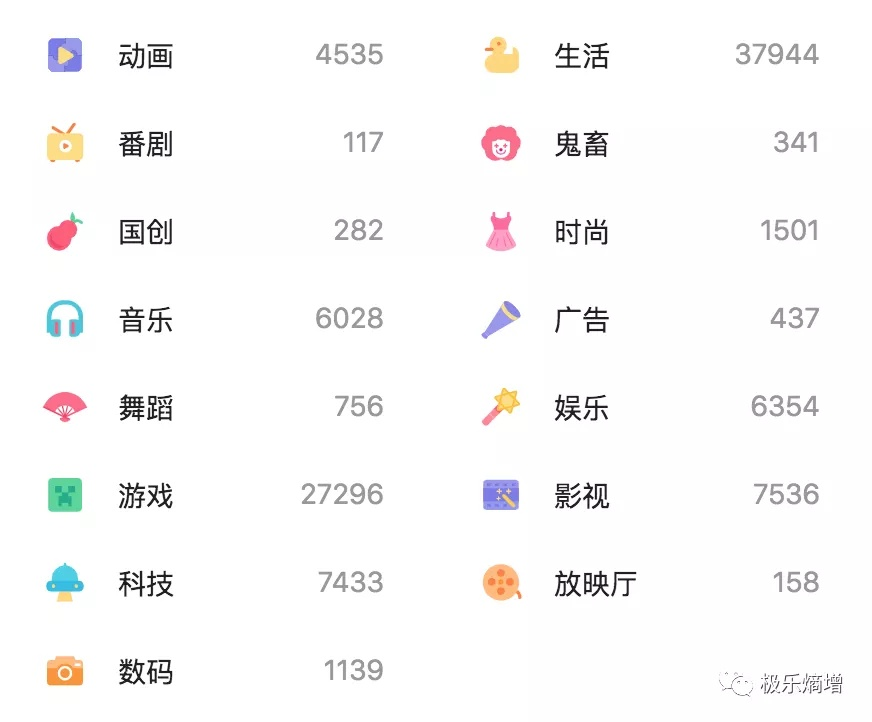 动画 4535 生活 37944
番剧 117 鬼畜 341
国创 282 时尚 1501
音乐 6028 广告 437
舞蹈 756 娱乐 6354
游戏 27296 影视 7536
科技 7433 放映厅 158
数码 1139
极乐熵增